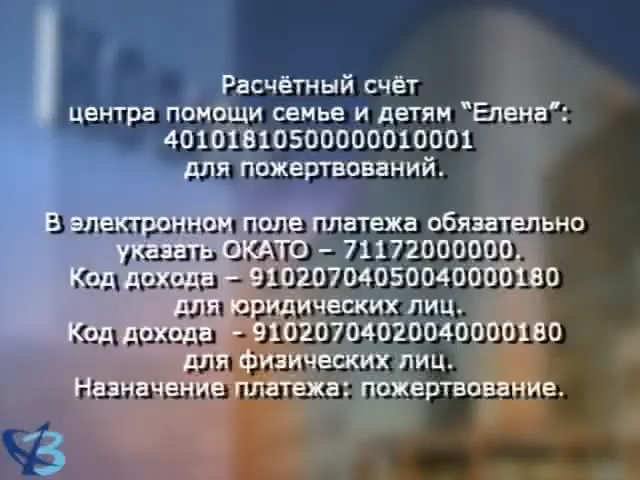 Расчётный счёт
центра помощи семье и детям “Елена”:
40101810500000010001
для пожертвований.
В электронном поле платежа обязательно
указать ОКАТО – 71172000000.
Код дохода – 91020704050040000180
для юридических лиц.
Код дохода - 91020704020040000180
для физических лиц.
Назначение платежа: пожертвование.